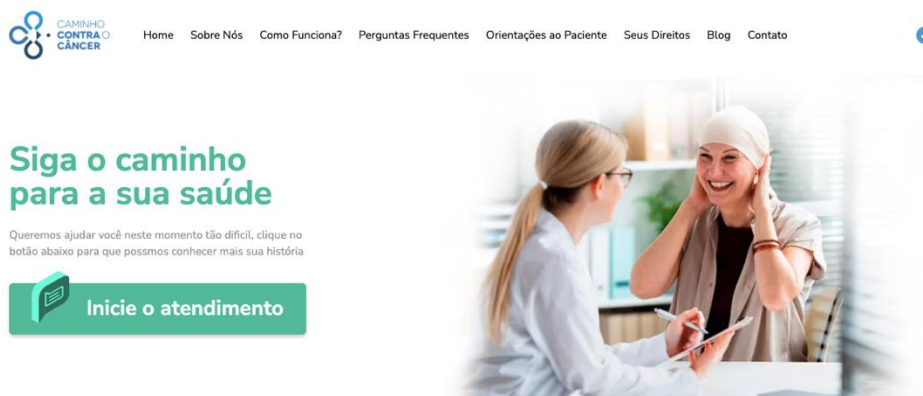 CAMINHO
CONTRA O
CÂNCER
Home Sobre Nós Como Funciona? Perguntas Frequentes Orientações ao Paciente Seus Direitos Blog Contato
Siga o caminho
para a sua saúde
Queremos ajudar você neste momento tão dificil, clique no
botão abaixo para que possmos conhecer mais sua história
Inicie o atendimento